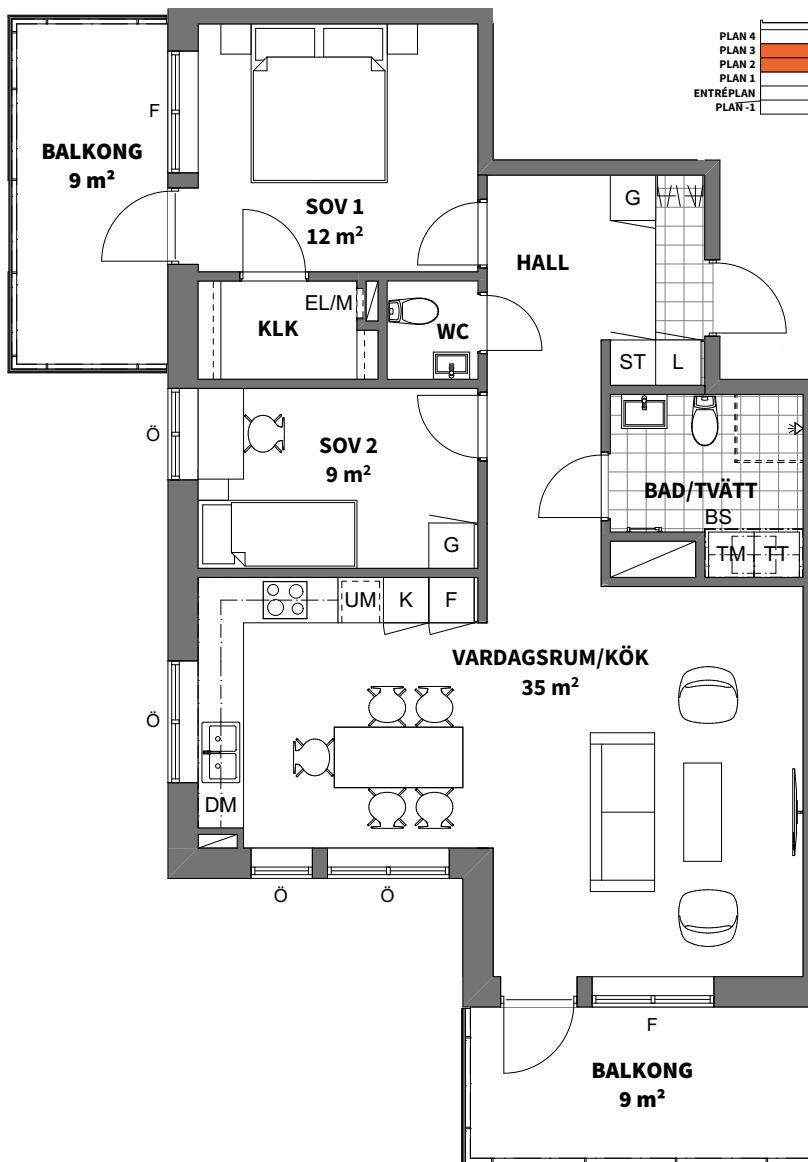 PLAN 4
PLAN 3
PLAN 2
PLAN 1
ENTRÉPLAN
PLAN -1
F
BALKONG
9 m²
SOV 1
12 m²
G
HALL
EL/M
KLK
WC
ST
L
Ö
SOV 2
9 m²
BAD/TVÄTT
BS
G
TM
TT
UM
K
F
VARDAGSRUM/KÖK
35 m²
Ö
DM
Ö
Ö
F
BALKONG
9 m²